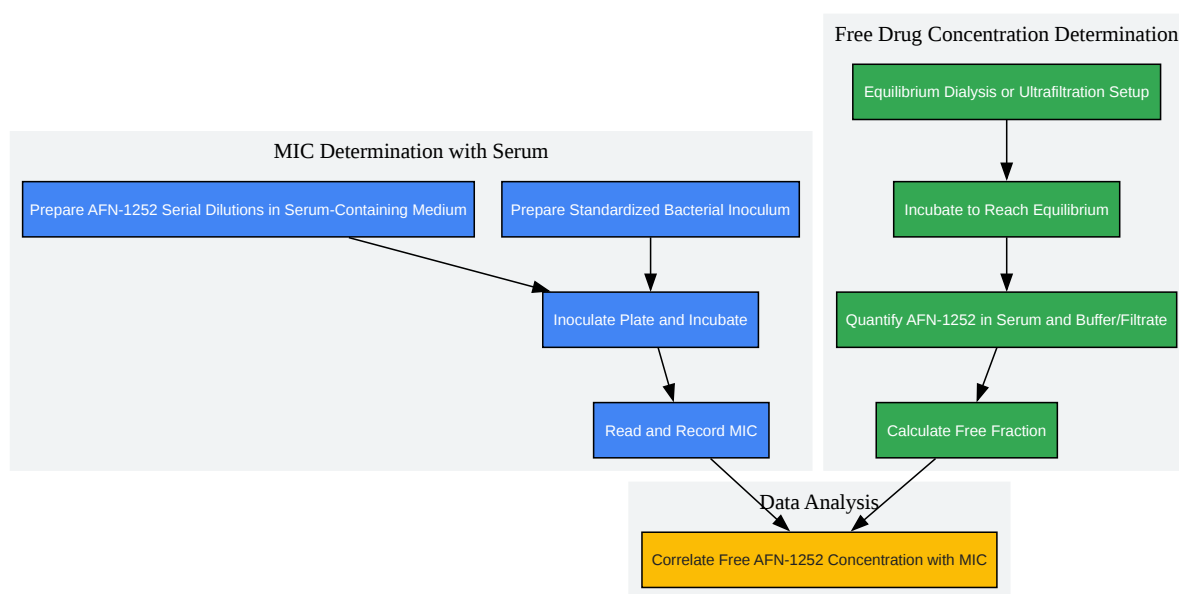 Free Drug Concentration Determination
Equilibrium Dialysis or Ultrafiltration Setup
MIC Determination with Serum
Prepare AFN-1252 Serial Dilutions in Serum-Containing Medium
Prepare Standardized Bacterial Inoculum
Incubate to Reach Equilibrium
Inoculate Plate and Incubate
Quantify AFN-1252 in Serum and Buffer/Filtrate
Read and Record MIC
Calculate Free Fraction
Data Analysis
Correlate Free AFN-1252 Concentration with MIC